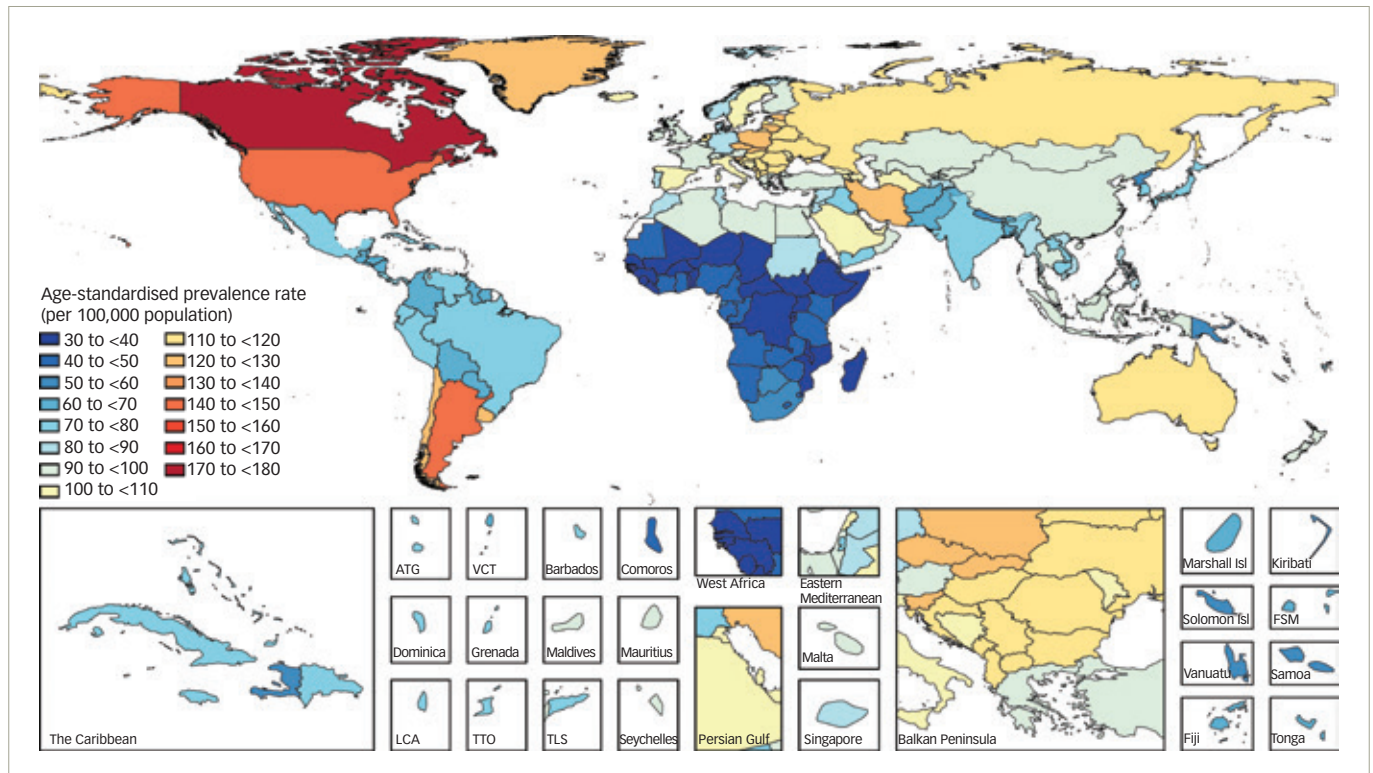 Age-standardised prevalence rate
(per 100,000 population)
30 to <40
40 to <50
50 to <60
60 to <70
70 to <80
80 to <90
90 to <100
100 to <110
110 to <120
120 to <130
130 to <140
140 to <150
150 to <160
160 to <170
170 to <180
The Caribbean
ATG
VCT
Barbados
Comoros
Dominica
Grenada
Maldives
Mauritius
LCA
TTO
TLS
Seychelles
West Africa
Eastern
Mediterranean
Persian Gulf
Malta
Singapore
Balkan Peninsula
Marshall Isl
Kiribati
Solomon Isl
FSM
Vanuatu
Samoa
Fiji
Tonga